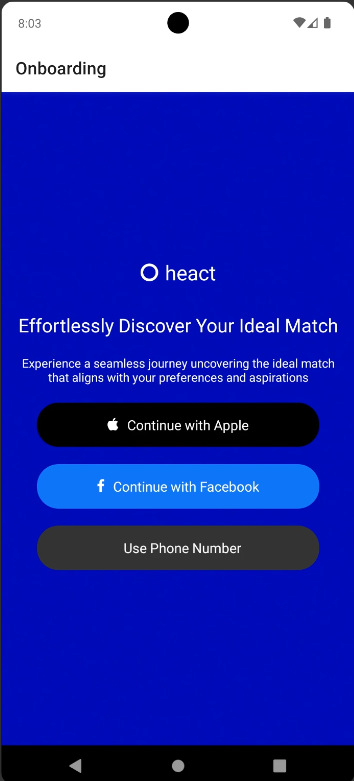 8:03
Onboarding
heact
Effortlessly Discover Your Ideal Match
Experience a seamless journey uncovering the ideal match
that aligns with your preferences and aspirations
Continue with Apple
Continue with Facebook
Use Phone Number